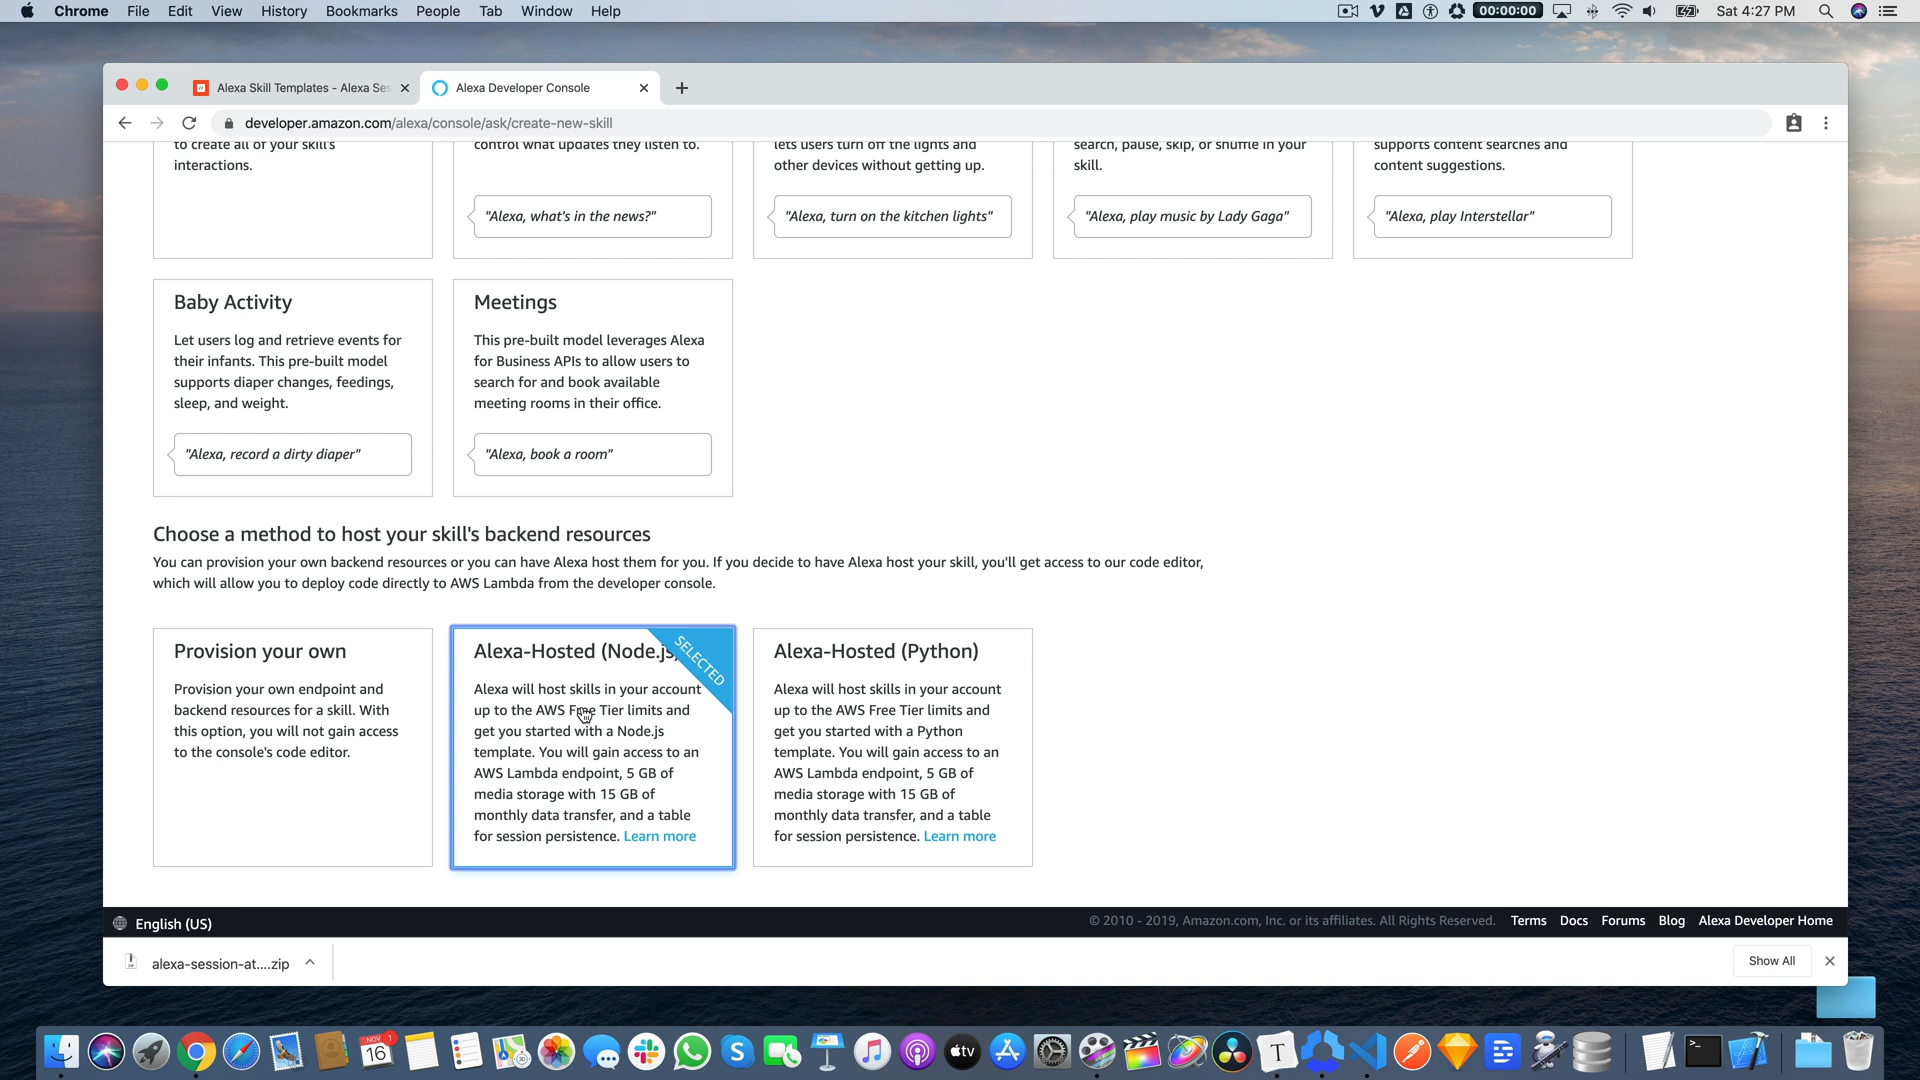 Chrome File Edit View History Bookmarks People Tab Window Help 00:00:00 Sat 4:27 PM
Alexa Skill Templates - Alexa Ses Alexa Developer Console
developer.amazon.com/alexa/console/ask/create-new-skill
to create all of your skill's
interactions.
control what updates they listen to.
"Alexa, what's in the news?"
lets users turn off the lights and
other devices without getting up.
"Alexa, turn on the kitchen lights"
search, pause, skip, or shuffle in your
skill.
"Alexa, play music by Lady Gaga"
supports content searches and
content suggestions.
"Alexa, play Interstellar"
Baby Activity
Let users log and retrieve events for
their infants. This pre-built model
supports diaper changes, feedings,
sleep, and weight.
"Alexa, record a dirty diaper"
Meetings
This pre-built model leverages Alexa
for Business APIs to allow users to
search for and book available
meeting rooms in their office.
"Alexa, book a room"
Choose a method to host your skill's backend resources
You can provision your own backend resources or you can have Alexa host them for you. If you decide to have Alexa host your skill, you'll get access to our code editor,
which will allow you to deploy code directly to AWS Lambda from the developer console.
Provision your own
Provision your own endpoint and
backend resources for a skill. With
this option, you will not gain access
to the console's code editor.
Alexa-Hosted (Node.js)
SELECTED
Alexa will host skills in your account
up to the AWS Free Tier limits and
get you started with a Node.js
template. You will gain access to an
AWS Lambda endpoint, 5 GB of
media storage with 15 GB of
monthly data transfer, and a table
for session persistence. Learn more
Alexa-Hosted (Python)
Alexa will host skills in your account
up to the AWS Free Tier limits and
get you started with a Python
template. You will gain access to an
AWS Lambda endpoint, 5 GB of
media storage with 15 GB of
monthly data transfer, and a table
for session persistence. Learn more
English (US)
© 2010 - 2019, Amazon.com, Inc. or its affiliates. All Rights Reserved. Terms Docs Forums Blog Alexa Developer Home
alexa-session-at....zip
Show All
NOV 1
16
tv
T